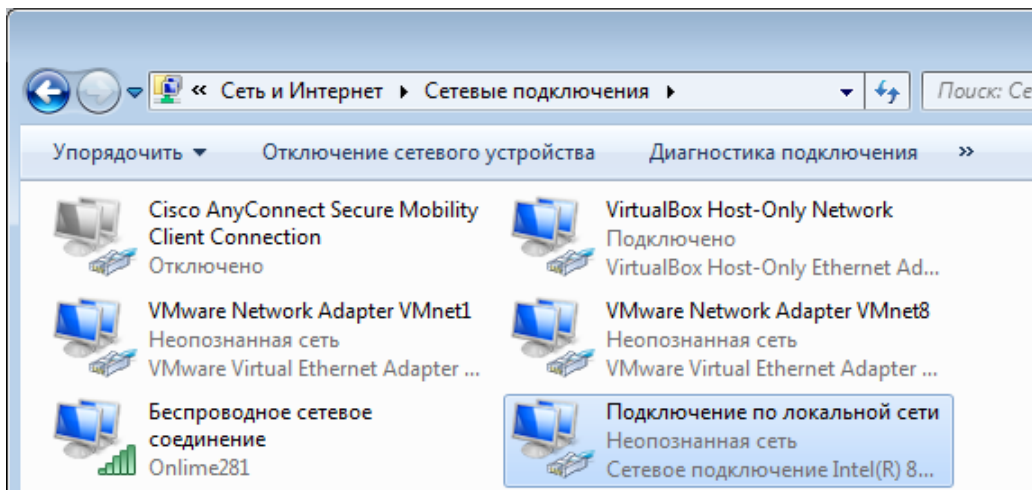 « Сеть и Интернет ▸ Сетевые подключения ▸ Поиск: Се
Упорядочить ▼ Отключение сетевого устройства Диагностика подключения »
Cisco AnyConnect Secure Mobility
Client Connection
Отключено
VirtualBox Host-Only Network
Подключено
VirtualBox Host-Only Ethernet Ad...
VMware Network Adapter VMnet1
Неопознанная сеть
VMware Virtual Ethernet Adapter ...
VMware Network Adapter VMnet8
Неопознанная сеть
VMware Virtual Ethernet Adapter ...
Беспроводное сетевое
соединение
Onlime281
Подключение по локальной сети
Неопознанная сеть
Сетевое подключение Intel(R) 8...